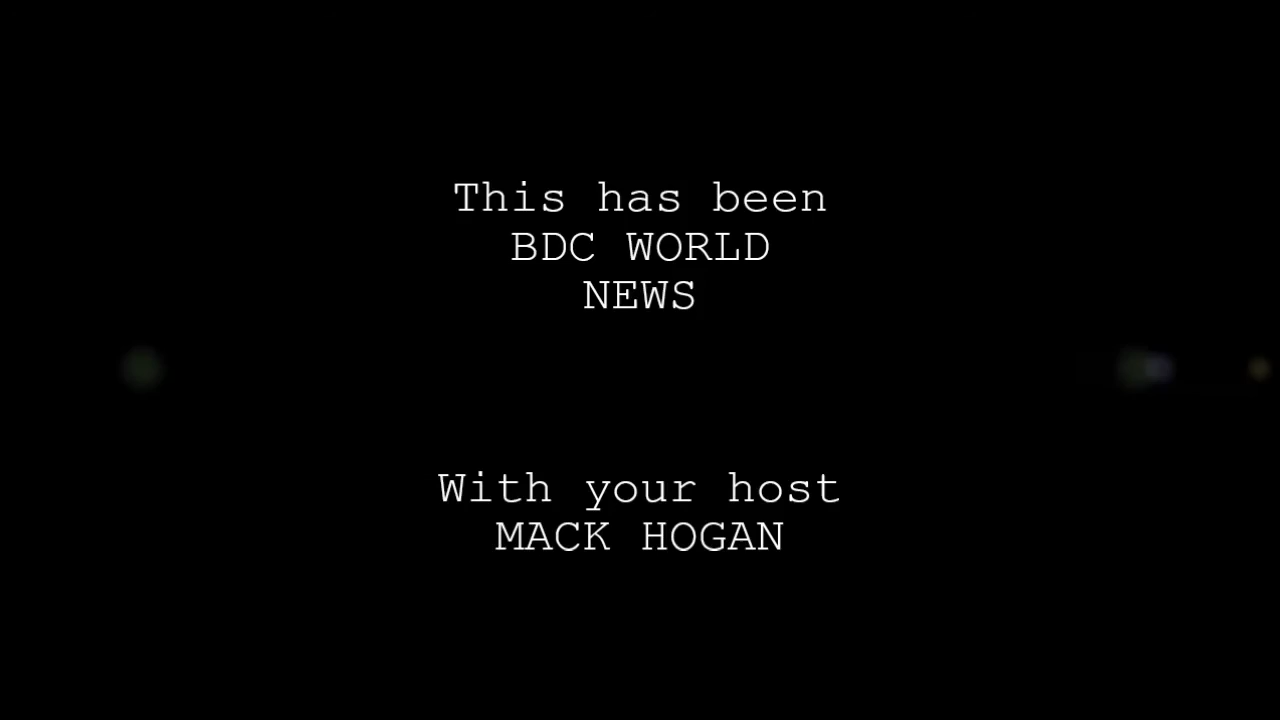 This has been
BDC WORLD
NEWS
With your host
MACK HOGAN